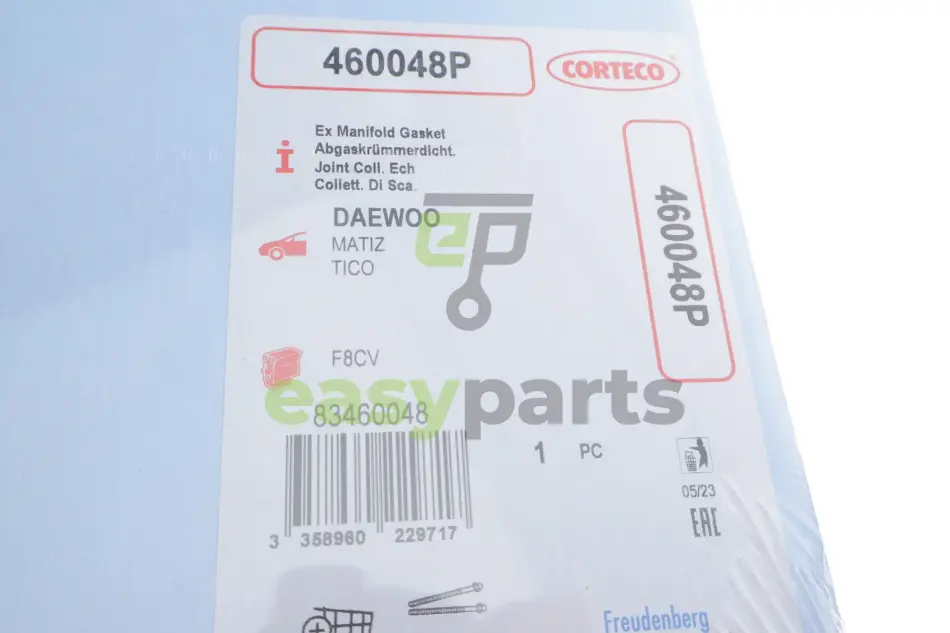 460048P
CORTECO
Ex Manifold Gasket
Abgaskrümmerdicht.
Joint Coll. Ech
Collett. Di Sca.
460048P
DAEWOO
MATIZ
TICO
ep
F8CV
easyparts
83460048
1 PC
05/23
EAC
3 358960 229717
Freudenberg